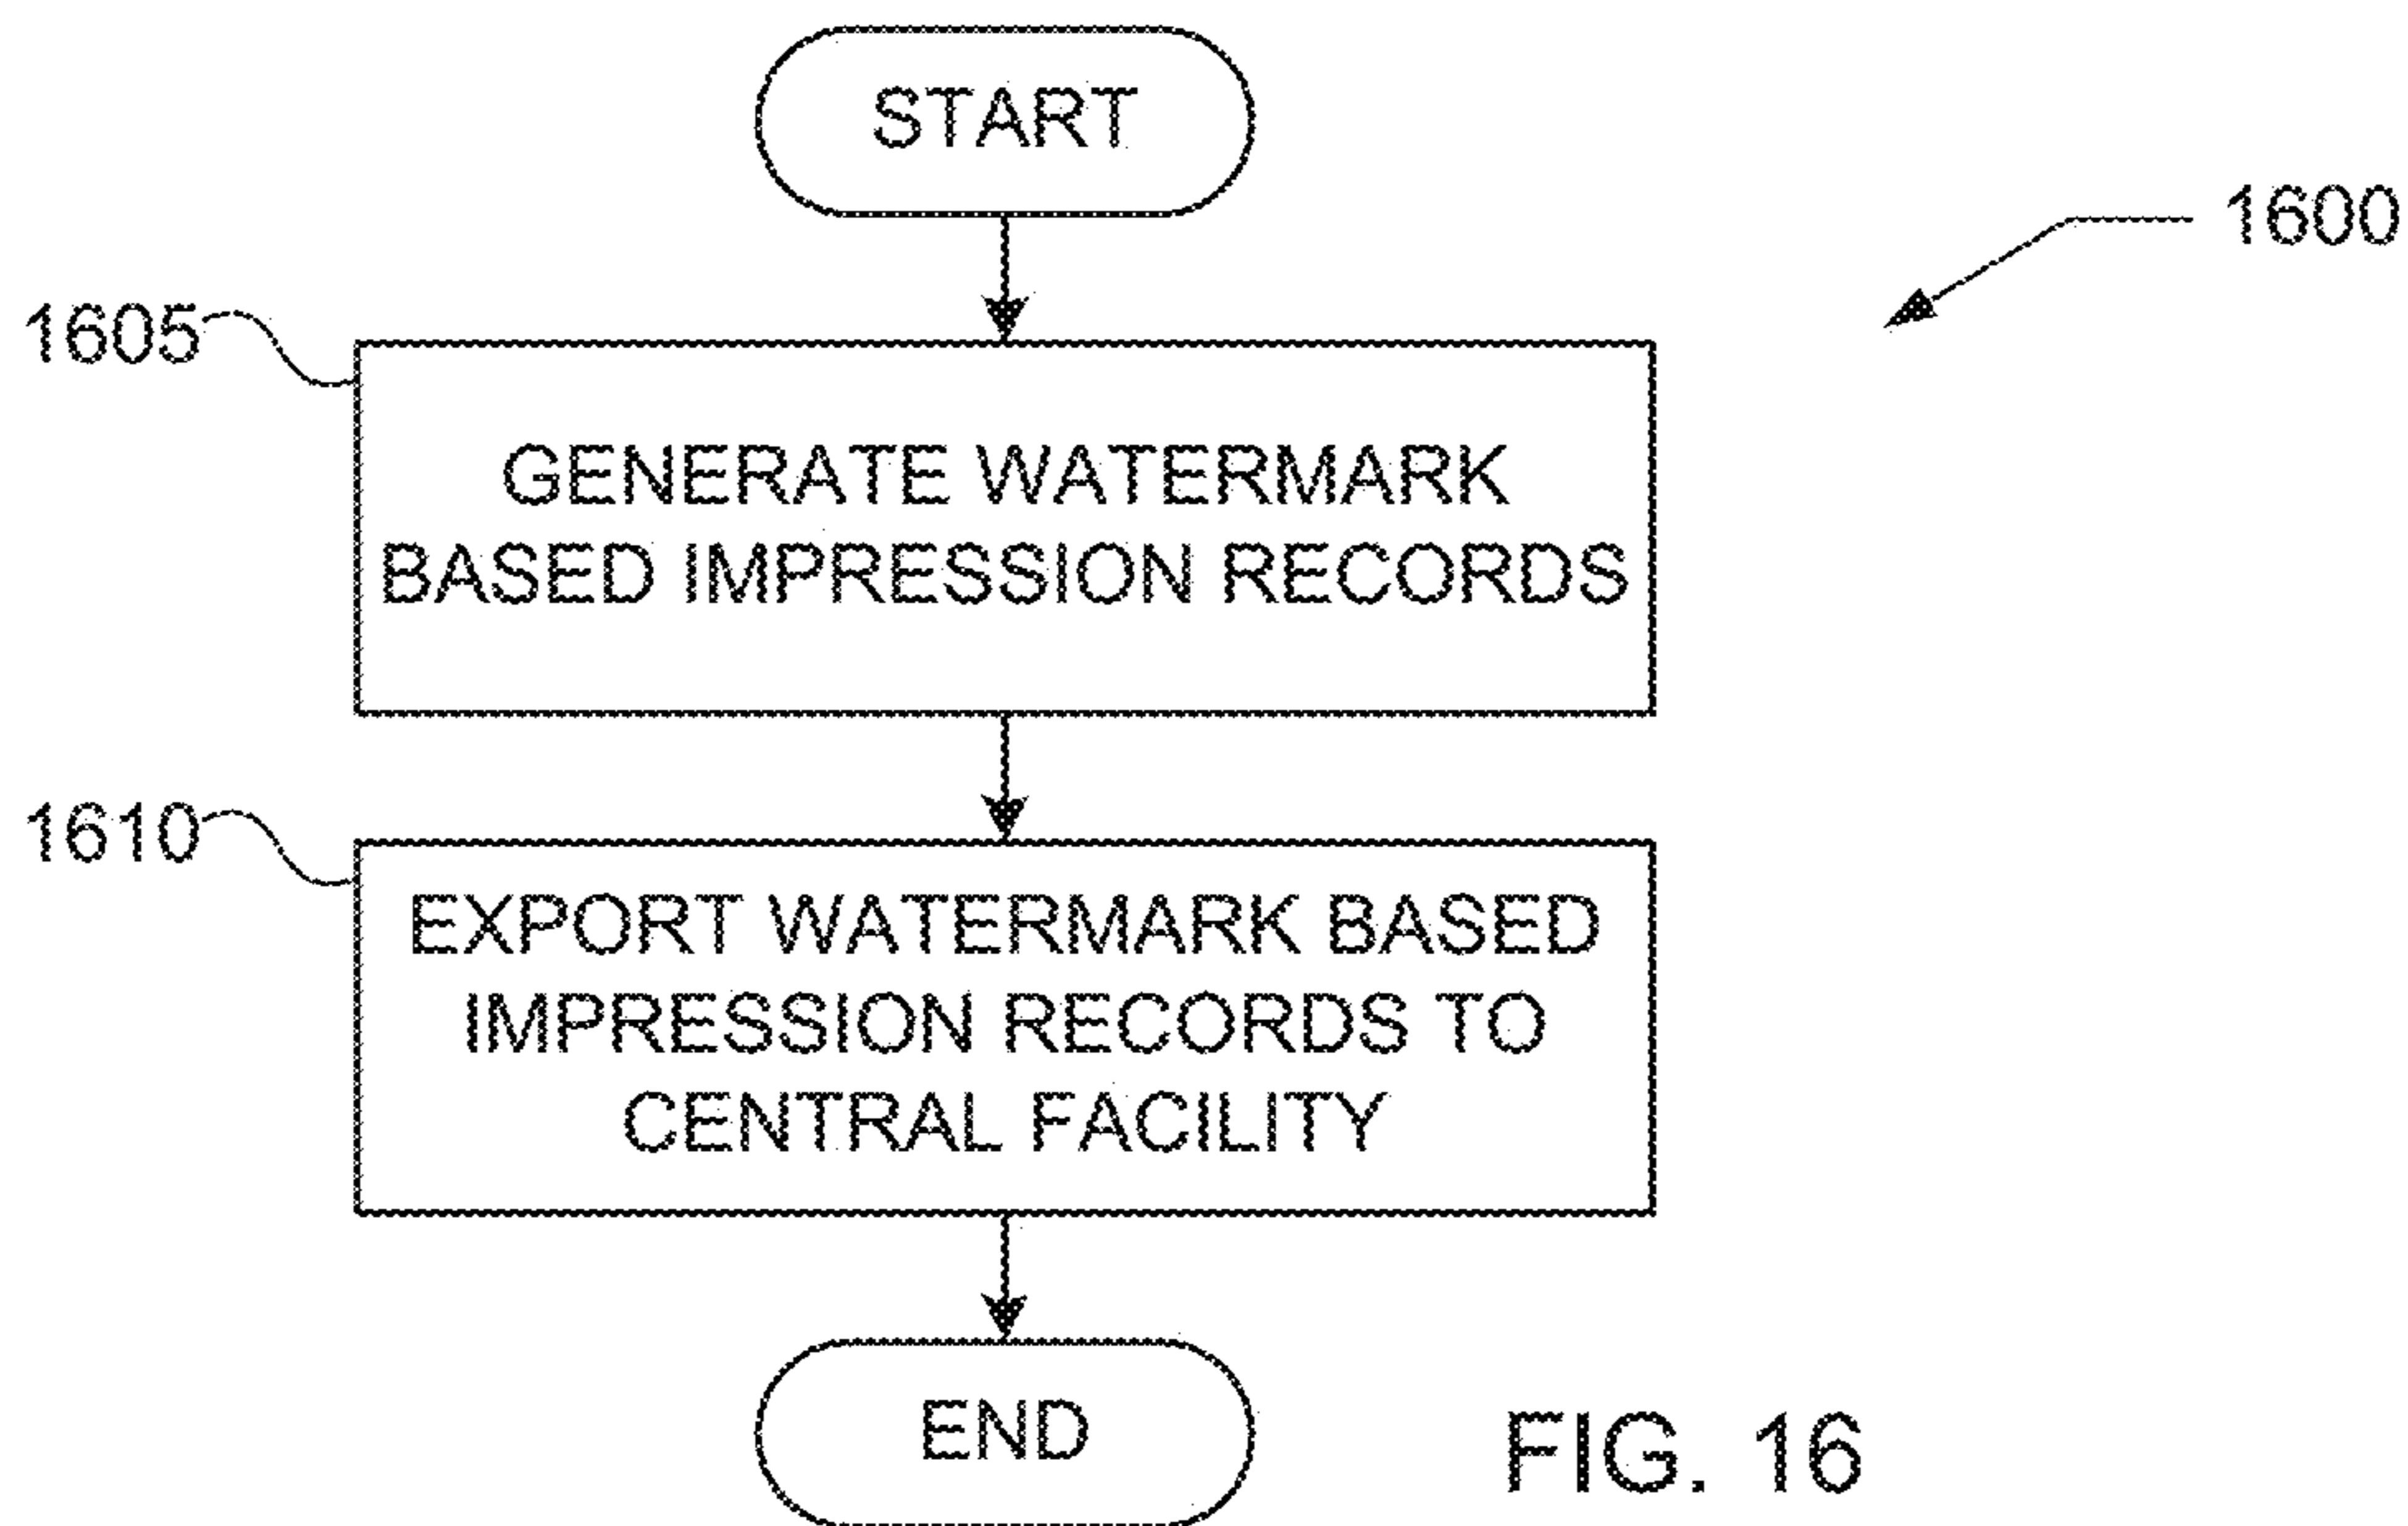 START
1600
1605
GENERATE WATERMARK
BASED IMPRESSION RECORDS
1610
EXPORT WATERMARK BASED
IMPRESSION RECORDS TO
CENTRAL FACILITY
END
FIG. 16